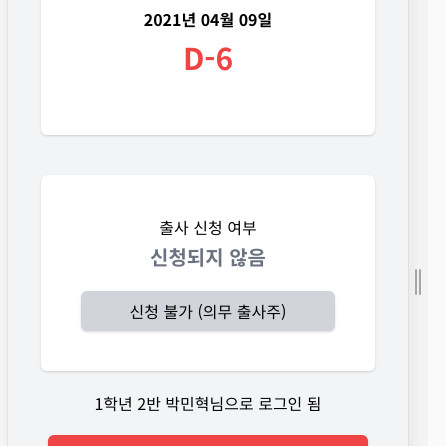 2021년 04월 09일
D-6
출사 신청 여부
신청되지 않음
신청 불가 (의무 출사주)
1학년 2반 박민혁님으로 로그인 됨